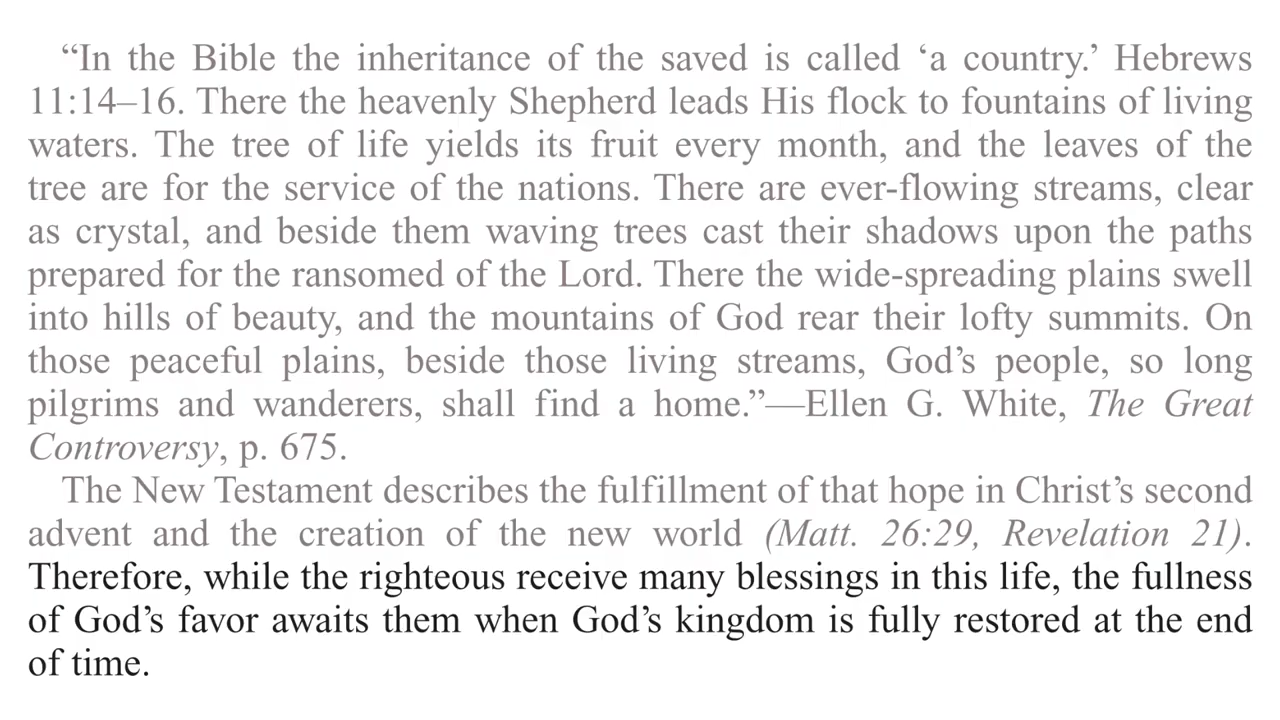 “In the Bible the inheritance of the saved is called ‘a country.’ Hebrews
11:14–16. There the heavenly Shepherd leads His flock to fountains of living
waters. The tree of life yields its fruit every month, and the leaves of the
tree are for the service of the nations. There are ever-flowing streams, clear
as crystal, and beside them waving trees cast their shadows upon the paths
prepared for the ransomed of the Lord. There the wide-spreading plains swell
into hills of beauty, and the mountains of God rear their lofty summits. On
those peaceful plains, beside those living streams, God’s people, so long
pilgrims and wanderers, shall find a home.”—Ellen G. White, The Great
Controversy, p. 675.
The New Testament describes the fulfillment of that hope in Christ’s second
advent and the creation of the new world (Matt. 26:29, Revelation 21).
Therefore, while the righteous receive many blessings in this life, the fullness
of God’s favor awaits them when God’s kingdom is fully restored at the end
of time.